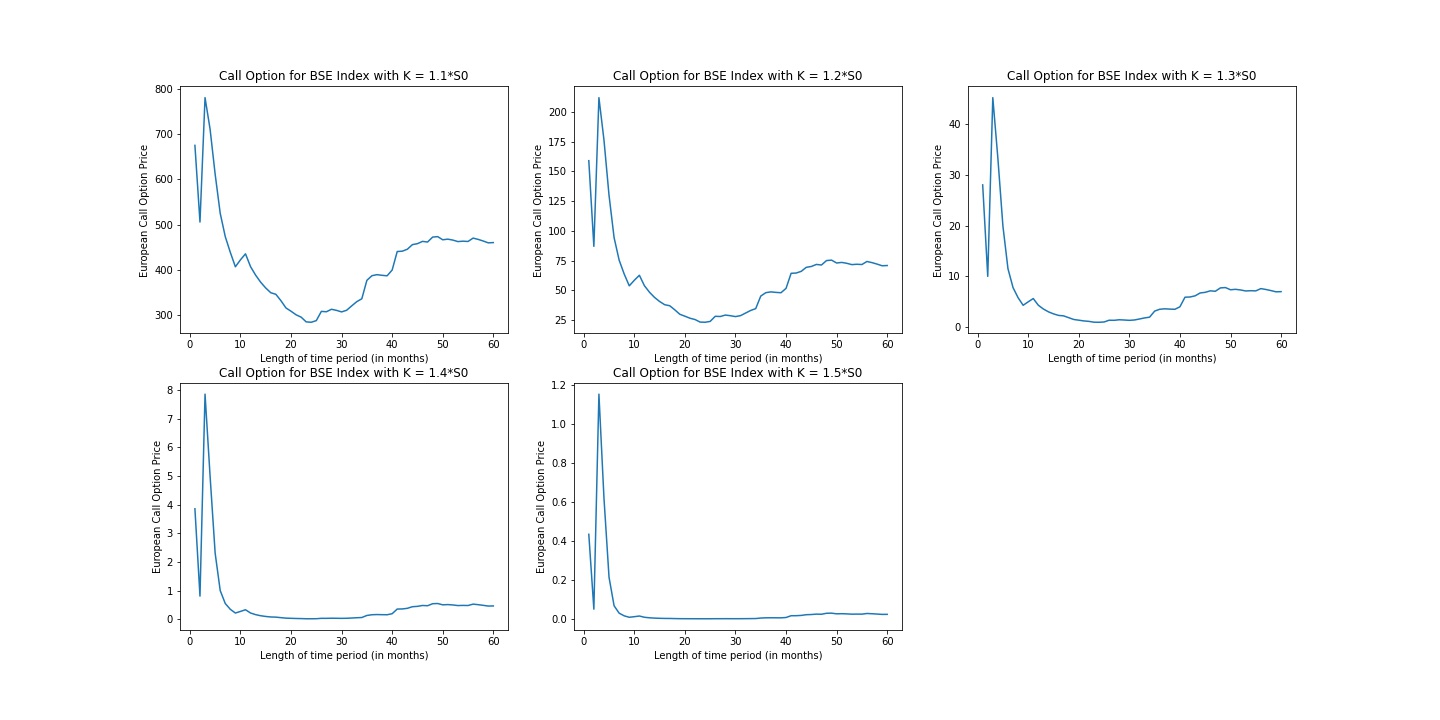 Call Option for BSE Index with K = 1.1*S0
European Call Option Price
800
700
600
500
400
300
0 10 20 30 40 50 60
Length of time period (in months)
Call Option for BSE Index with K = 1.2*S0
European Call Option Price
200
175
150
125
100
75
50
25
0 10 20 30 40 50 60
Length of time period (in months)
Call Option for BSE Index with K = 1.3*S0
European Call Option Price
40
30
20
10
0
0 10 20 30 40 50 60
Length of time period (in months)
Call Option for BSE Index with K = 1.4*S0
European Call Option Price
8
7
6
5
4
3
2
1
0
0 10 20 30 40 50 60
Length of time period (in months)
Call Option for BSE Index with K = 1.5*S0
European Call Option Price
1.2
1.0
0.8
0.6
0.4
0.2
0.0
0 10 20 30 40 50 60
Length of time period (in months)